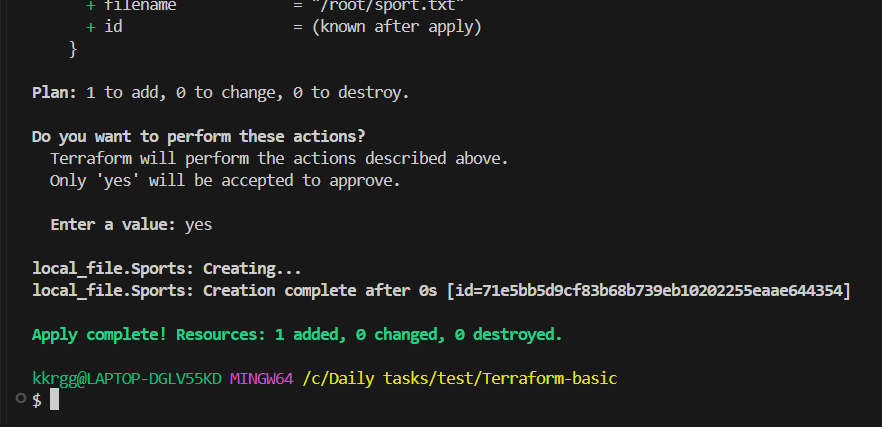 + filename = "/root/sport.txt"
+ id = (known after apply)
}
Plan: 1 to add, 0 to change, 0 to destroy.
Do you want to perform these actions?
Terraform will perform the actions described above.
Only 'yes' will be accepted to approve.
Enter a value: yes
local_file.Sports: Creating...
local_file.Sports: Creation complete after 0s [id=71e5bb5d9cf83b68b739eb10202255eaae644354]
Apply complete! Resources: 1 added, 0 changed, 0 destroyed.
kkrgg@LAPTOP-DGLV55KD MINGW64 /c/Daily tasks/test/Terraform-basic
$